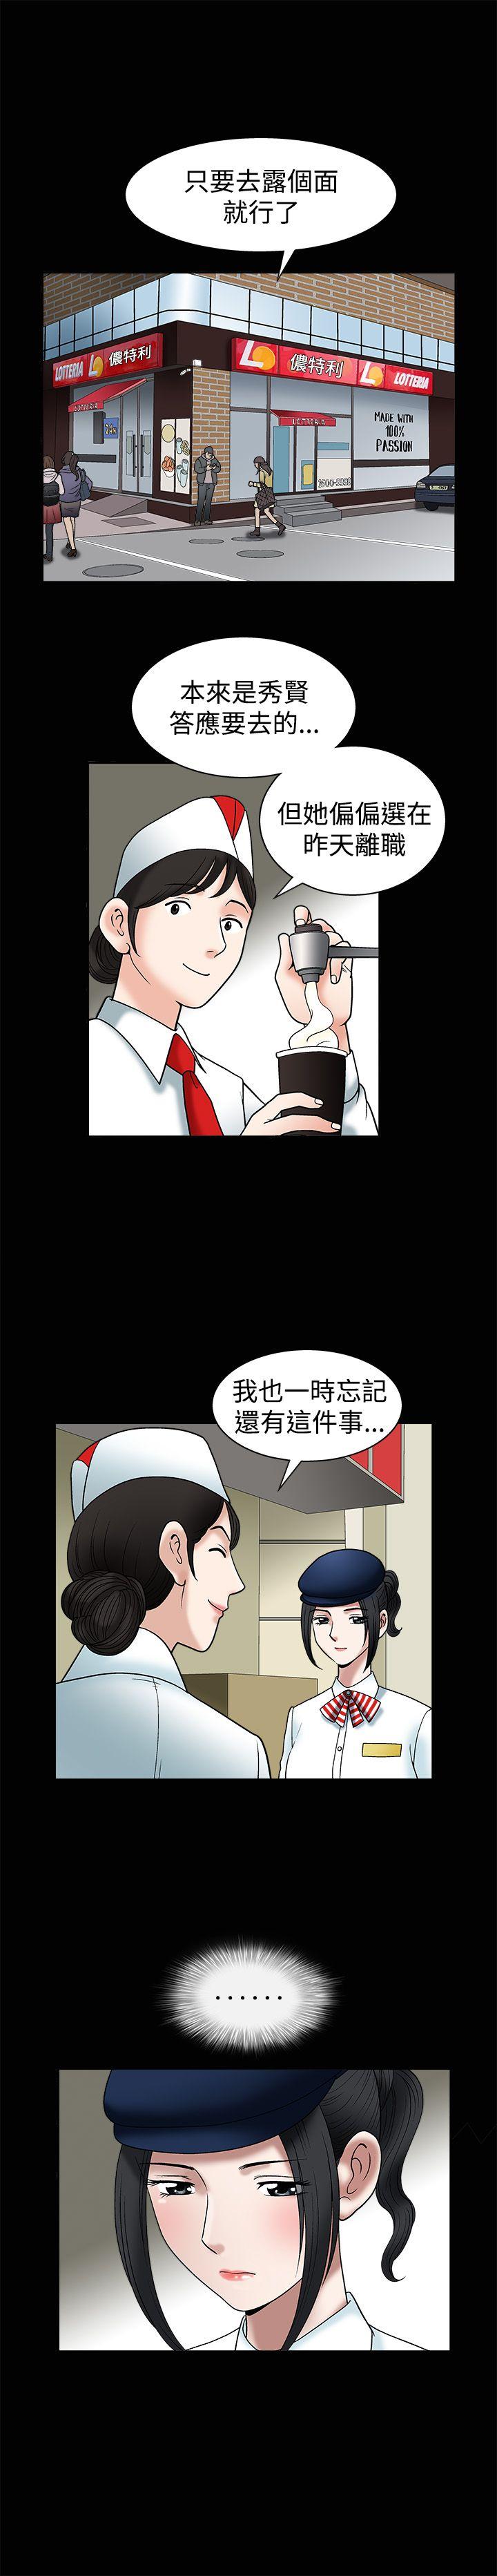 只要去露個面
就行了
LOTTERIA
儂特利
儂特利
LOTTERIA
LOTTERIA
LOTTERIA
24h
MADE WITH
100%
PASSION
本來是秀賢
答應要去的...
但她偏偏選在
昨天離職
我也一時忘記
還有這件事...
......